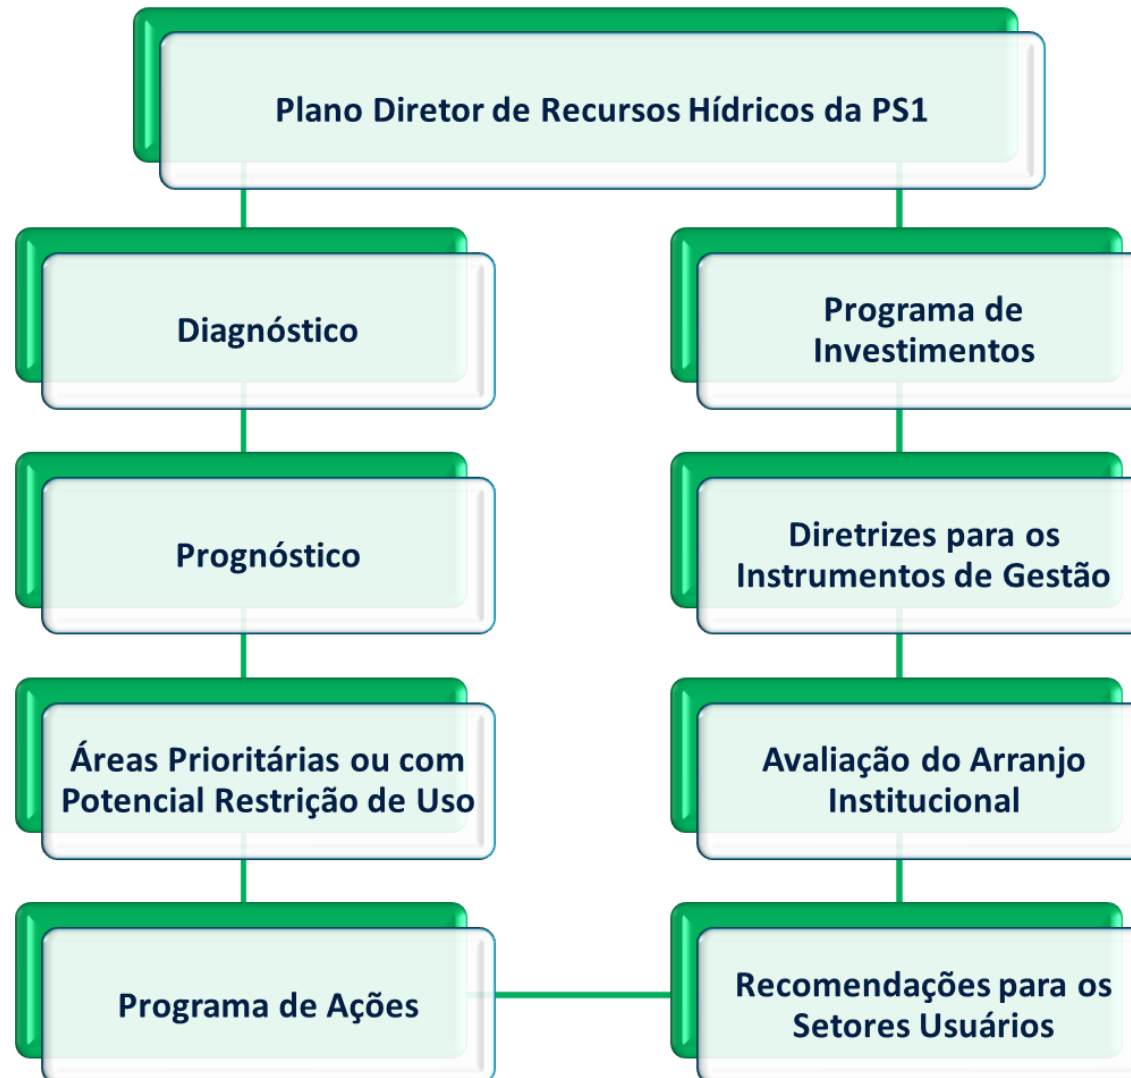 Plano Diretor de Recursos Hídricos da PS1
Diagnóstico
Prognóstico
Áreas Prioritárias ou com
Potencial Restrição de Uso
Programa de Ações
Programa de
Investimentos
Diretrizes para os
Instrumentos de Gestão
Avaliação do Arranjo
Institucional
Recomendações para os
Setores Usuários